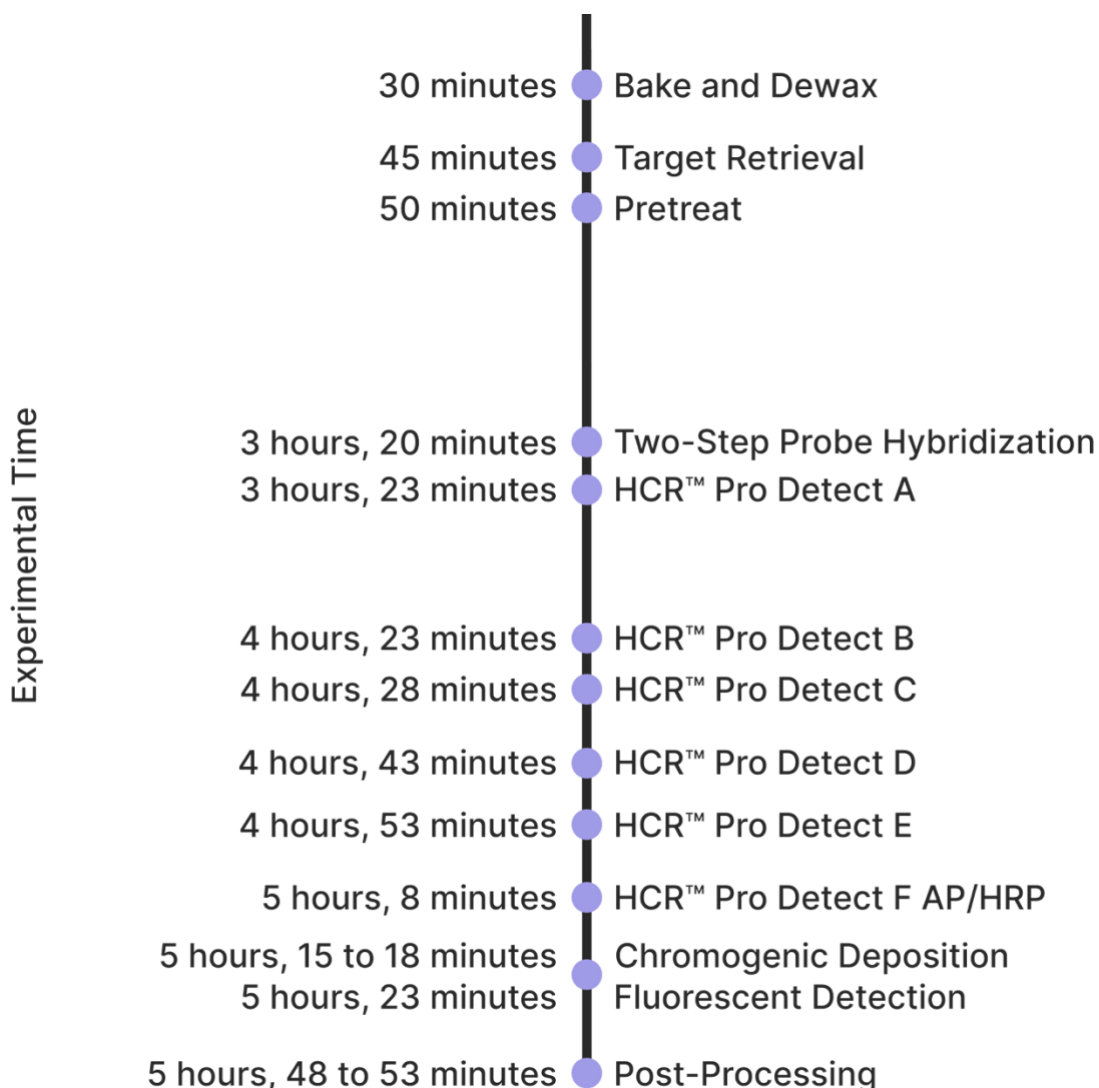 30 minutes Bake and Dewax
45 minutes Target Retrieval
50 minutes Pretreat
Experimental Time
3 hours, 20 minutes Two-Step Probe Hybridization
3 hours, 23 minutes HCR™ Pro Detect A
4 hours, 23 minutes HCR™ Pro Detect B
4 hours, 28 minutes HCR™ Pro Detect C
4 hours, 43 minutes HCR™ Pro Detect D
4 hours, 53 minutes HCR™ Pro Detect E
5 hours, 8 minutes HCR™ Pro Detect F AP/HRP
5 hours, 15 to 18 minutes Chromogenic Deposition
5 hours, 23 minutes Fluorescent Detection
5 hours, 48 to 53 minutes Post-Processing